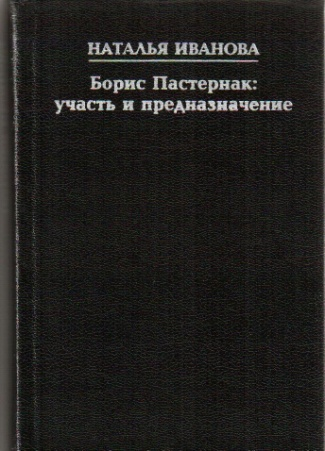 НАТАЛЬЯ ИВАНОВА
Борис Пастернак:
участь и предназначение